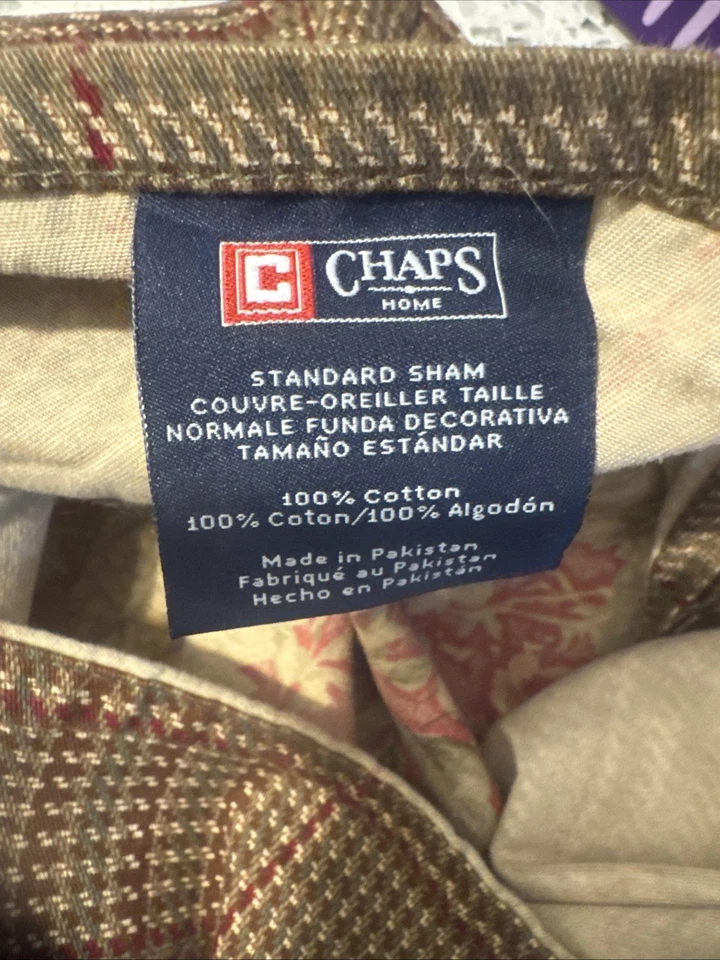 C CHAPS
HOME
STANDARD SHAM
COUVRE-OREILLER TAILLE
NORMALE FUNDA DECORATIVA
TAMAÑO ESTÁNDAR
100% Cotton
100% Coton/100% Algodón
Made in Pakistan
Fabriqué au Pakistan
Hecho en Pakistán